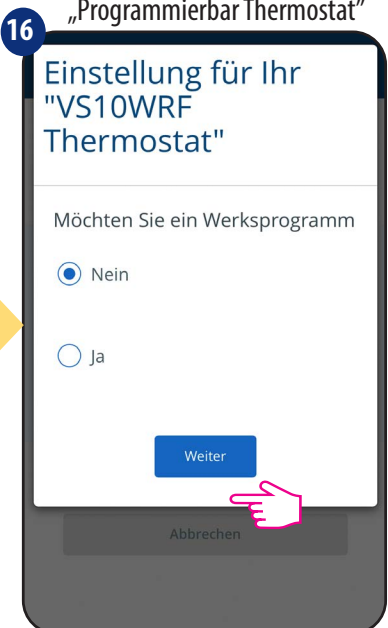 „Programmierbar Thermostat”
16
Einstellung für Ihr
"VS10WRF
Thermostat"
Möchten Sie ein Werksprogramm
Nein
Ja
Weiter
Abbrechen